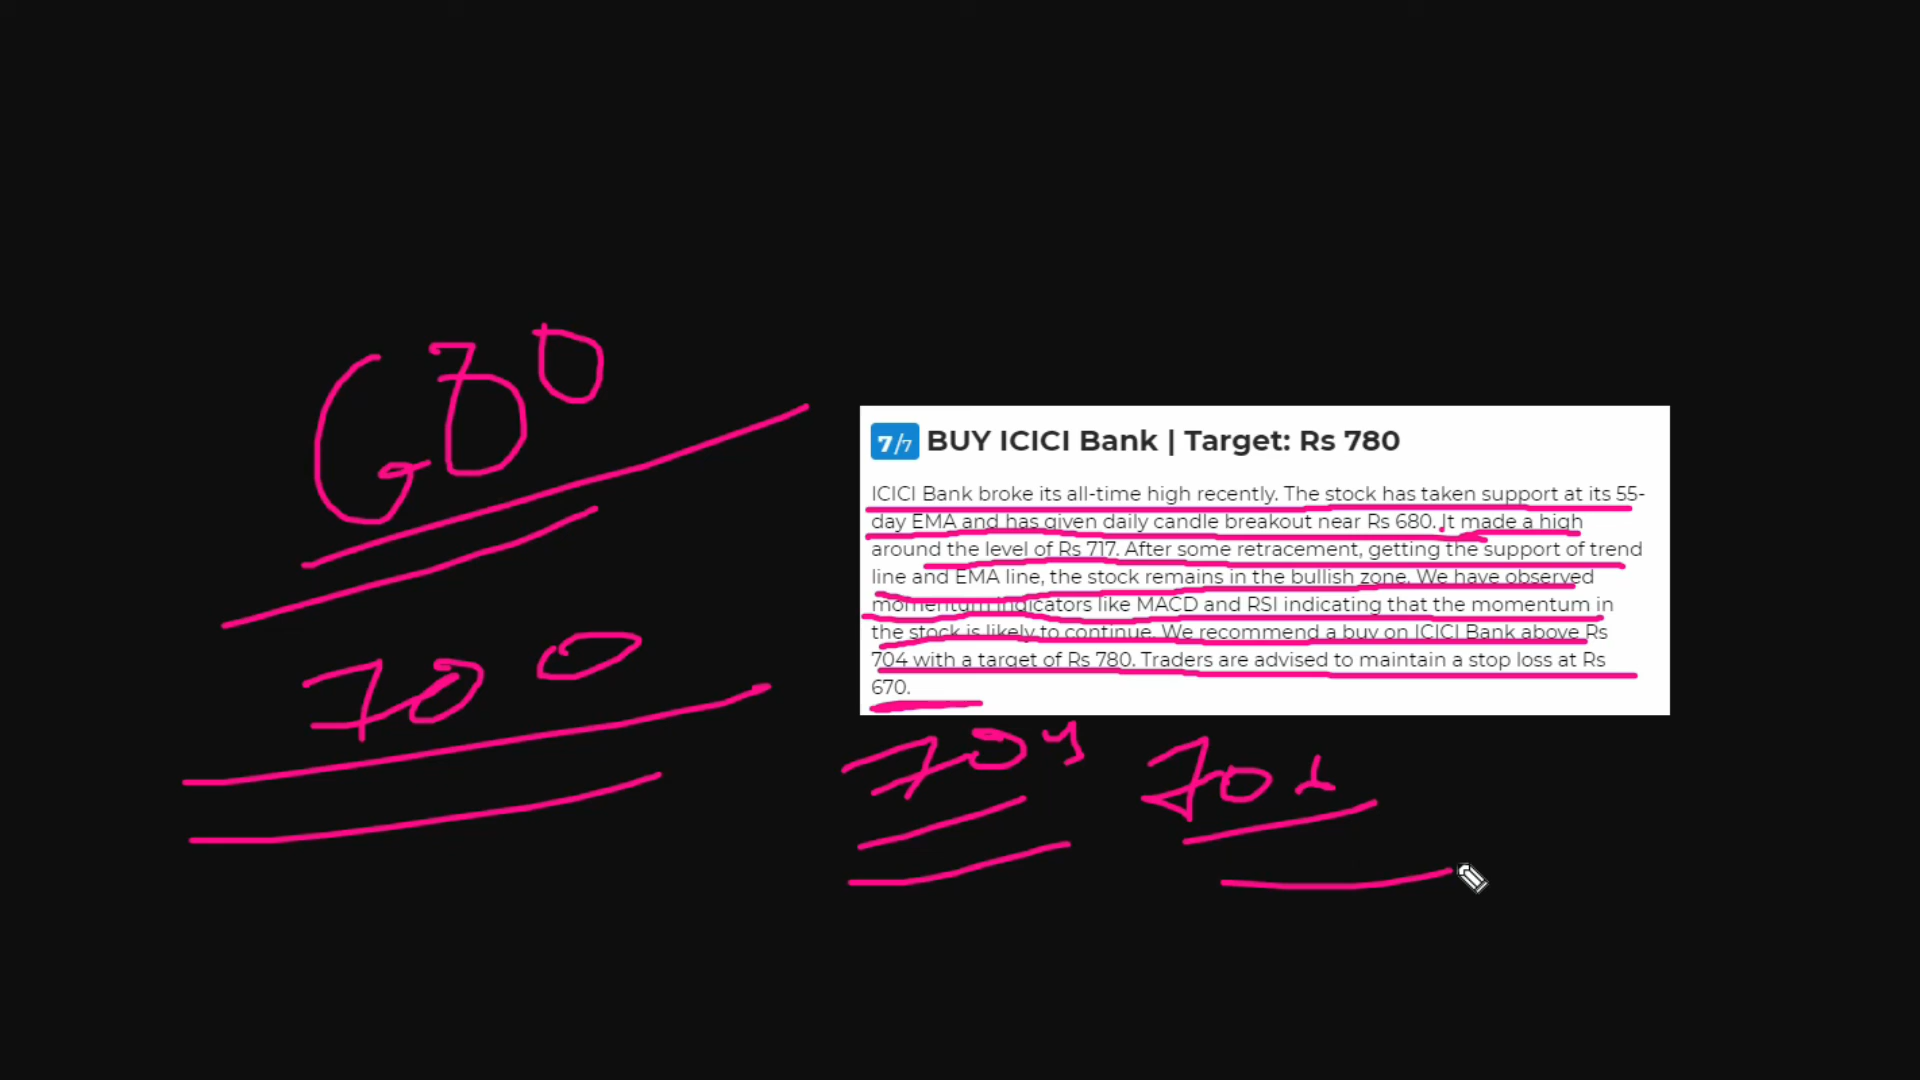 680
700
7/7 BUY ICICI Bank | Target: Rs 780
ICICI Bank broke its all-time high recently. The stock has taken support at its 55-
day EMA and has given daily candle breakout near Rs 680. It made a high
around the level of Rs 717. After some retracement, getting the support of trend
line and EMA line, the stock remains in the bullish zone. We have observed
momentum indicators like MACD and RSI indicating that the momentum in
the stock is likely to continue. We recommend a buy on ICICI Bank above Rs
704 with a target of Rs 780. Traders are advised to maintain a stop loss at Rs
670.
704